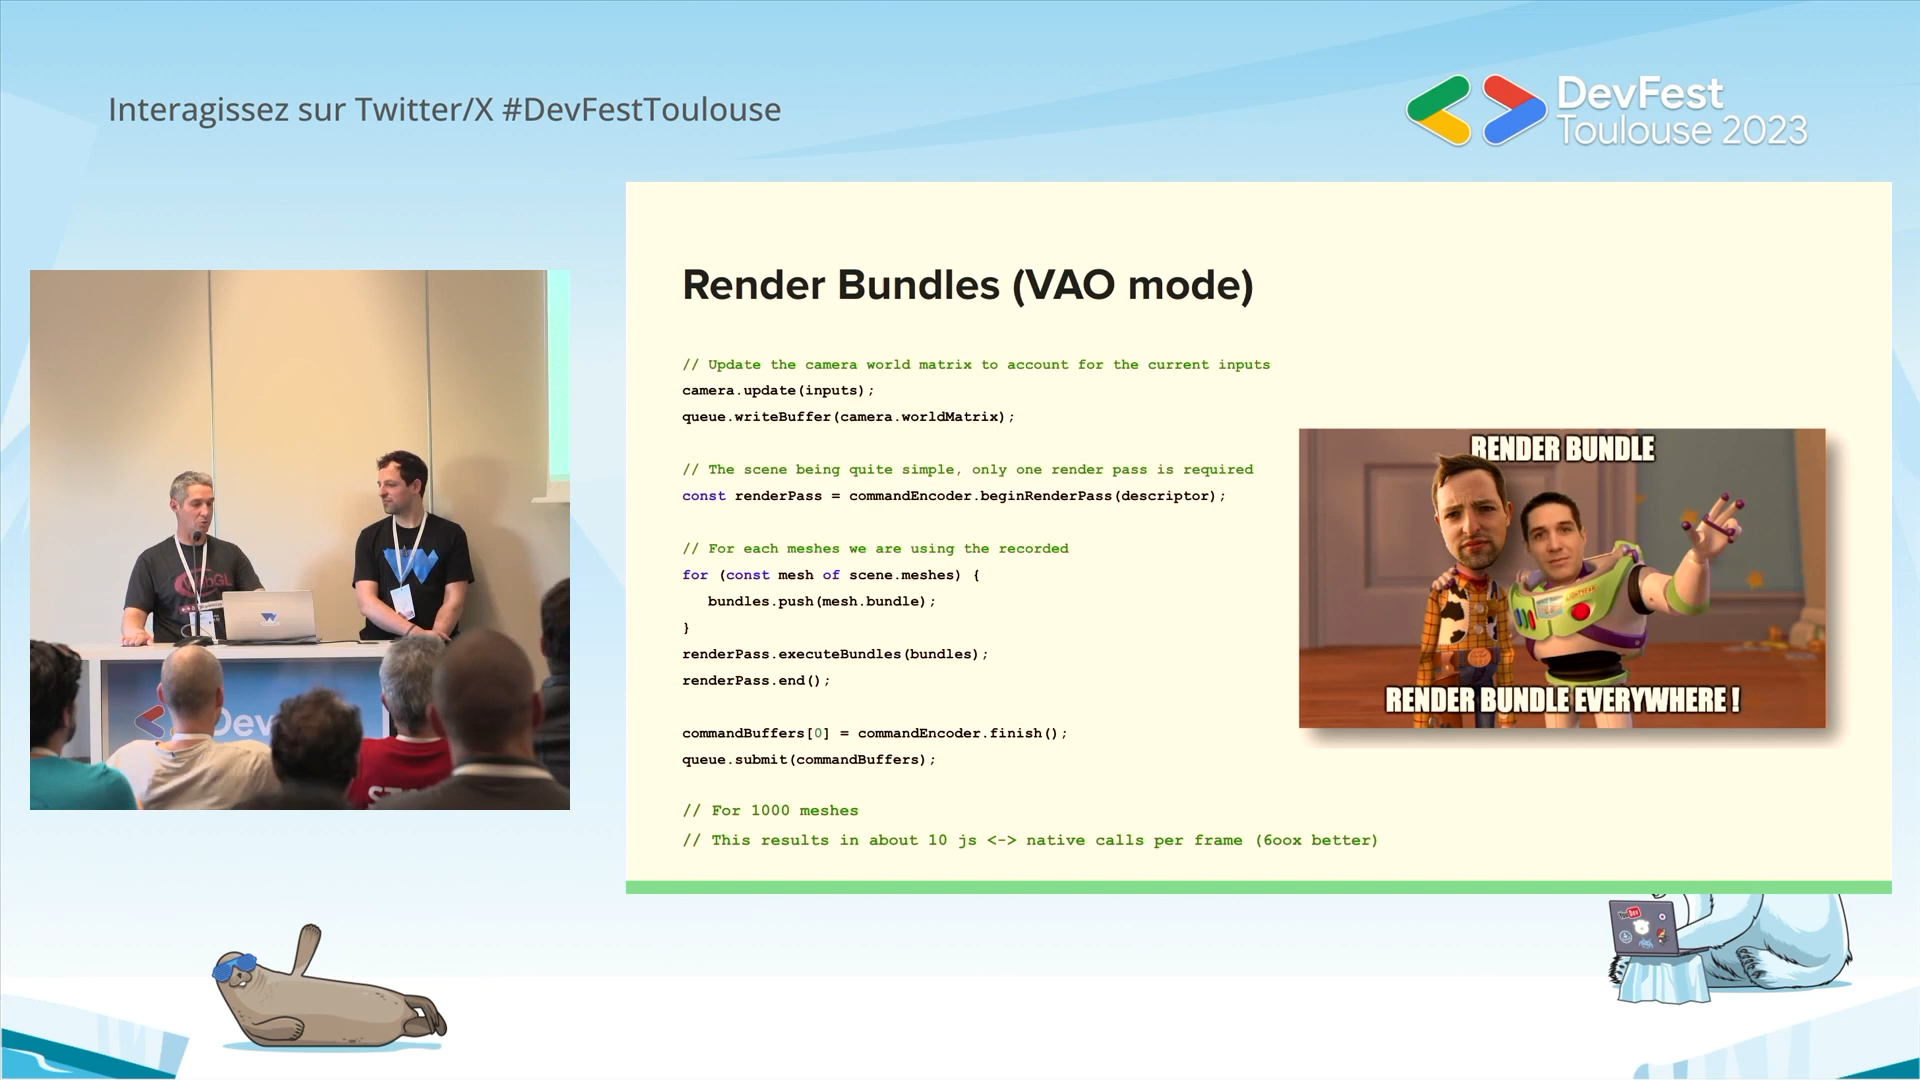 Interagissez sur Twitter/X #DevFestToulouse
DevFest
Toulouse 2023
Render Bundles (VAO mode)
// Update the camera world matrix to account for the current inputs
camera.update(inputs);
queue.writeBuffer(camera.worldMatrix);
// The scene being quite simple, only one render pass is required
const renderPass = commandEncoder.beginRenderPass(descriptor);
// For each meshes we are using the recorded
for (const mesh of scene.meshes) {
bundles.push(mesh.bundle);
}
renderPass.executeBundles(bundles);
renderPass.end();
commandBuffers[0] = commandEncoder.finish();
queue.submit(commandBuffers);
// For 1000 meshes
// This results in about 10 js <-> native calls per frame (6oox better)
RENDER BUNDLE
RENDER BUNDLE EVERYWHERE !
Dev